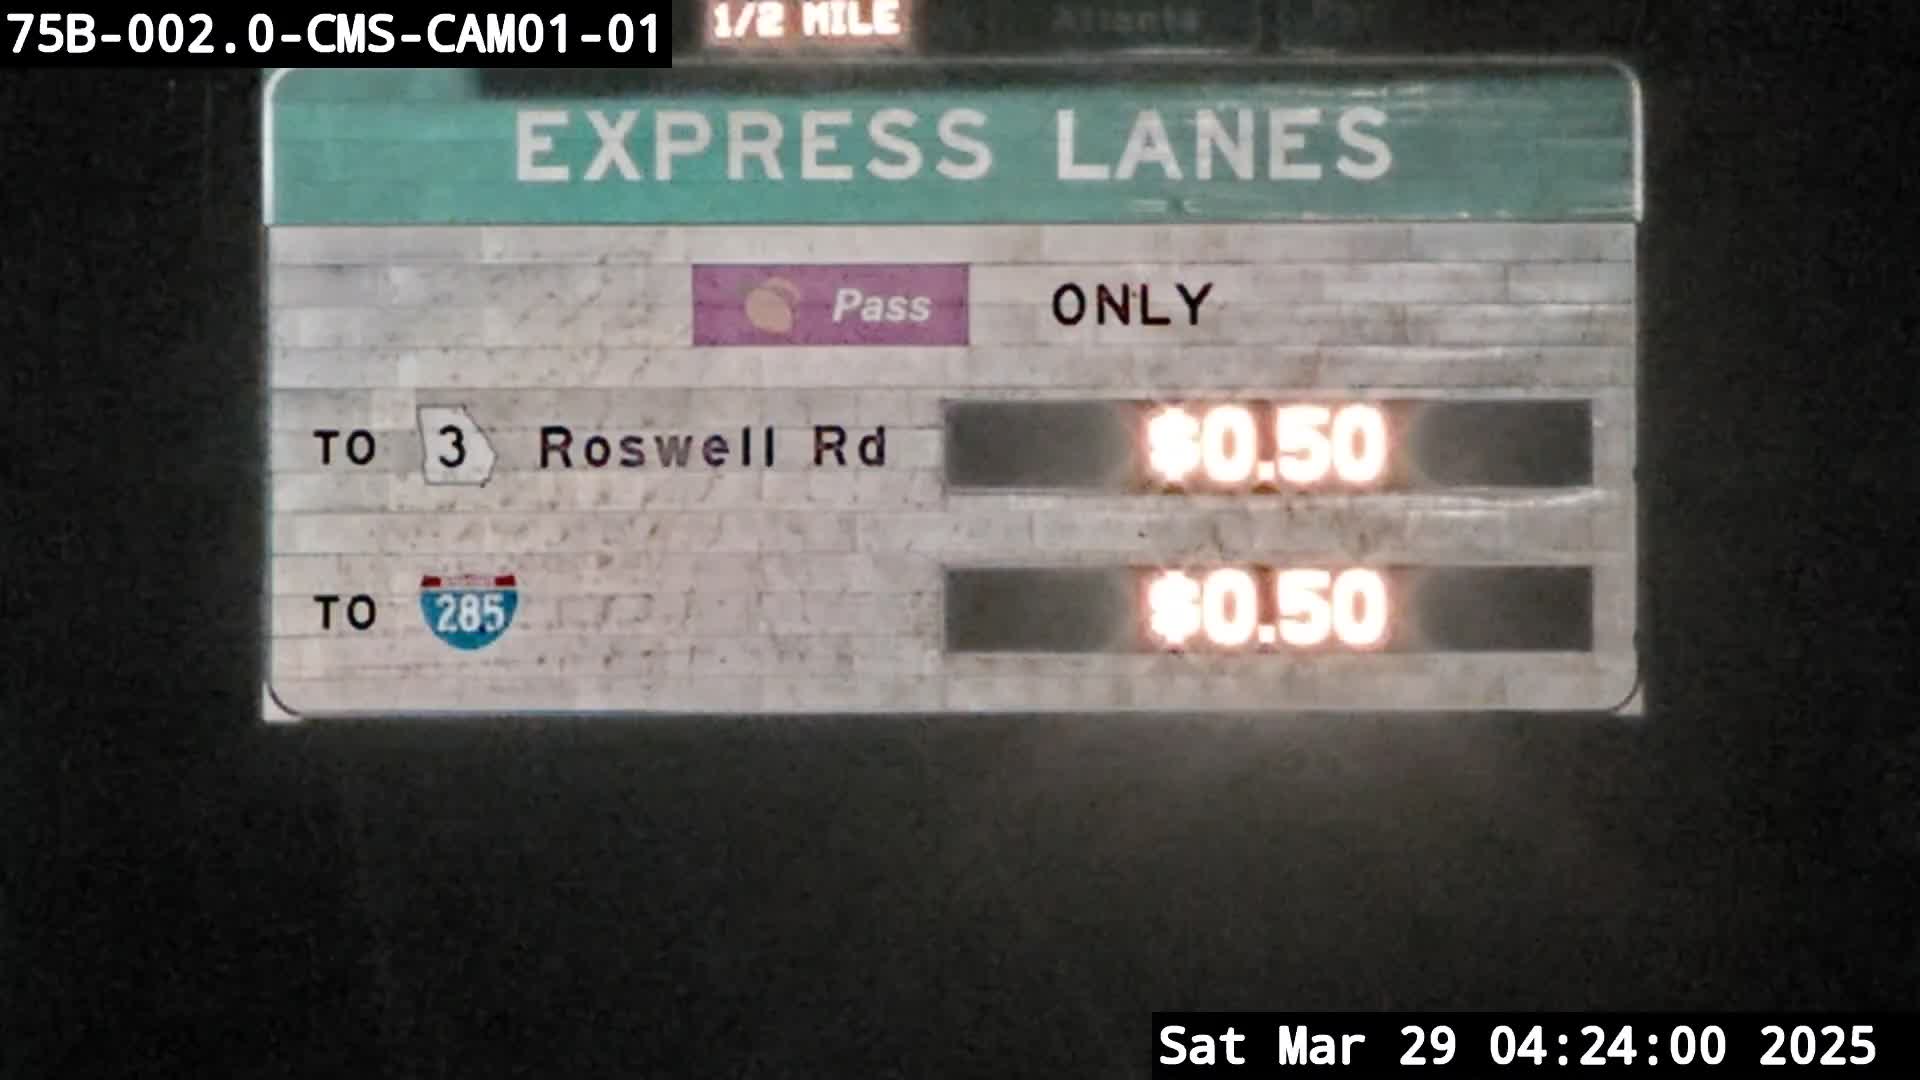 75B-002.0-CMS-CAM01-01
1/2 MILE
Atlanta
EXPRESS LANES
Pass ONLY
TO 3 Roswell Rd $0.50
TO 285 $0.50
Sat Mar 29 04:24:00 2025